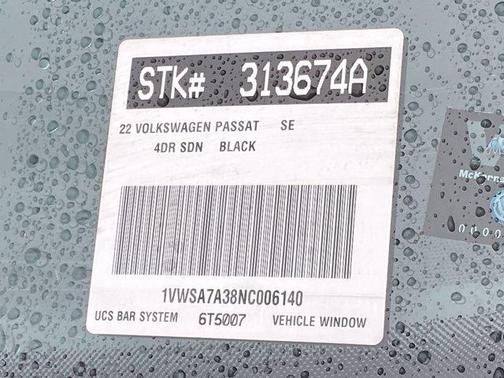 STK# 313674A
22 VOLKSWAGEN PASSAT SE
4DR SDN BLACK
1VWSA7A38NC006140
UCS BAR SYSTEM 6T5007 VEHICLE WINDOW